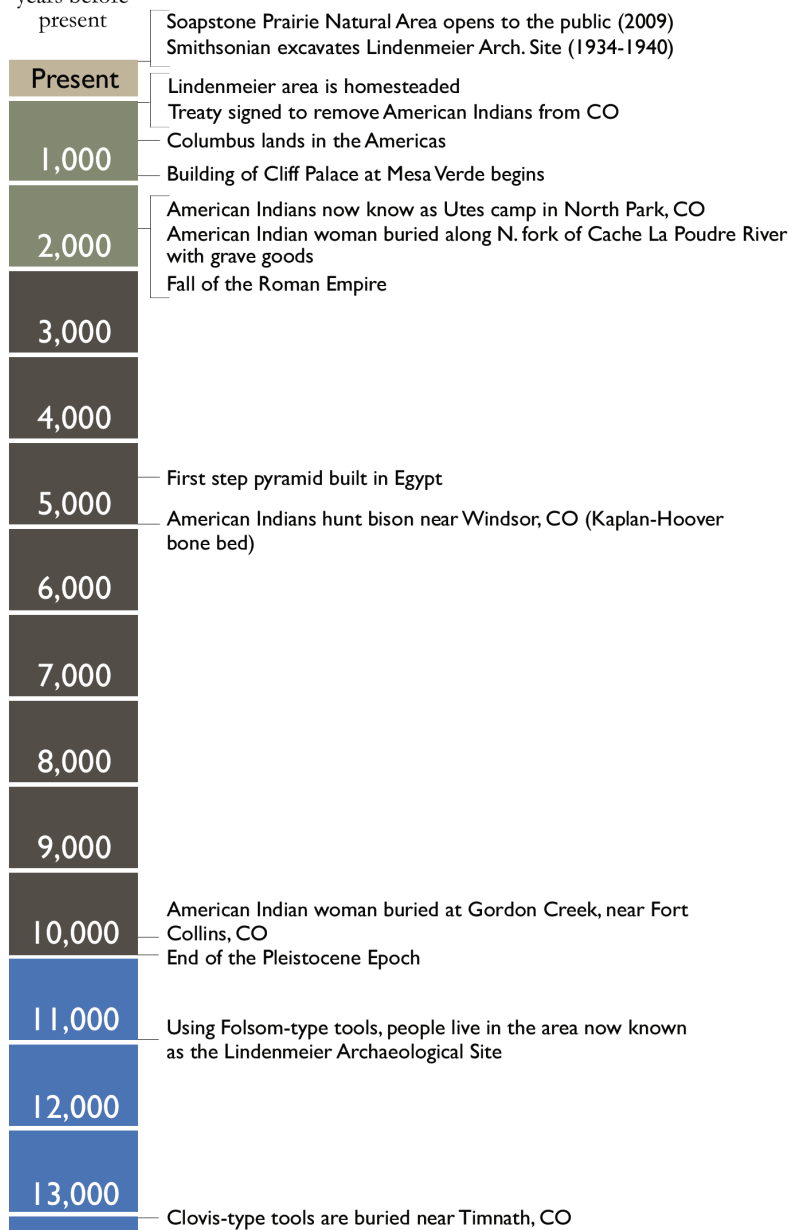 years before
present
Soapstone Prairie Natural Area opens to the public (2009)
Smithsonian excavates Lindenmeier Arch. Site (1934-1940)
Present
Lindenmeier area is homesteaded
Treaty signed to remove American Indians from CO
Columbus lands in the Americas
1,000
Building of Cliff Palace at Mesa Verde begins
American Indians now know as Utes camp in North Park, CO
American Indian woman buried along N. fork of Cache La Poudre River
with grave goods
2,000
Fall of the Roman Empire
3,000
4,000
First step pyramid built in Egypt
5,000
American Indians hunt bison near Windsor, CO (Kaplan-Hoover
bone bed)
6,000
7,000
8,000
9,000
American Indian woman buried at Gordon Creek, near Fort
Collins, CO
10,000
End of the Pleistocene Epoch
11,000
Using Folsom-type tools, people live in the area now known
as the Lindenmeier Archaeological Site
12,000
13,000
Clovis-type tools are buried near Timnath, CO